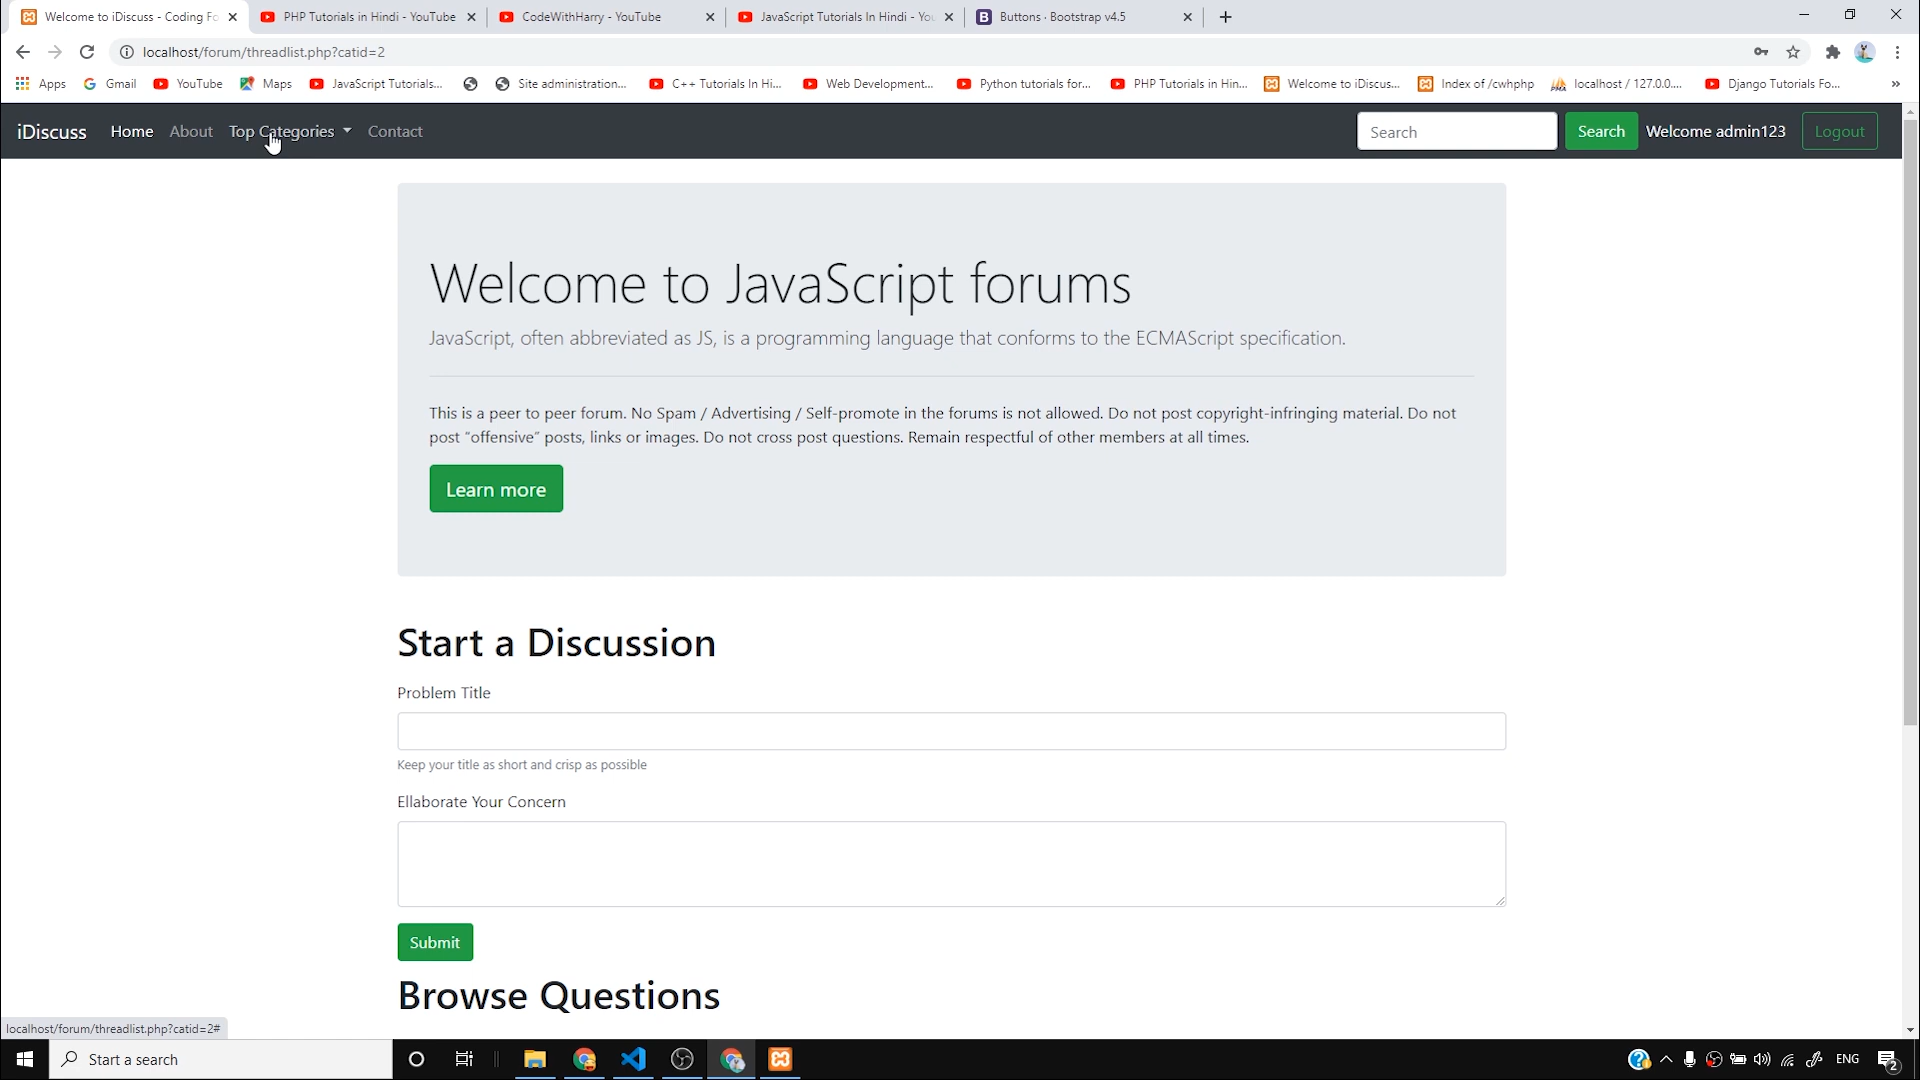 Welcome to iDiscuss - Coding Fo
PHP Tutorials in Hindi - YouTube
CodeWithHarry - YouTube
JavaScript Tutorials In Hindi - You
Buttons · Bootstrap v4.5
localhost/forum/threadlist.php?catid=2
Apps
Gmail
YouTube
Maps
JavaScript Tutorials...
Site administration...
C++ Tutorials In Hi...
Web Development...
Python tutorials for...
PHP Tutorials in Hin...
Welcome to iDiscus...
Index of /cwhphp
localhost / 127.0.0....
Django Tutorials Fo...
»
iDiscuss Home About Top Categories Contact
Search
Search
Welcome admin123
Logout
Welcome to JavaScript forums
JavaScript, often abbreviated as JS, is a programming language that conforms to the ECMAScript specification.
This is a peer to peer forum. No Spam / Advertising / Self-promote in the forums is not allowed. Do not post copyright-infringing material. Do not
post “offensive” posts, links or images. Do not cross post questions. Remain respectful of other members at all times.
Learn more
Start a Discussion
Problem Title
Keep your title as short and crisp as possible
Ellaborate Your Concern
Submit
Browse Questions
localhost/forum/threadlist.php?catid=2#
Start a search
ENG
2